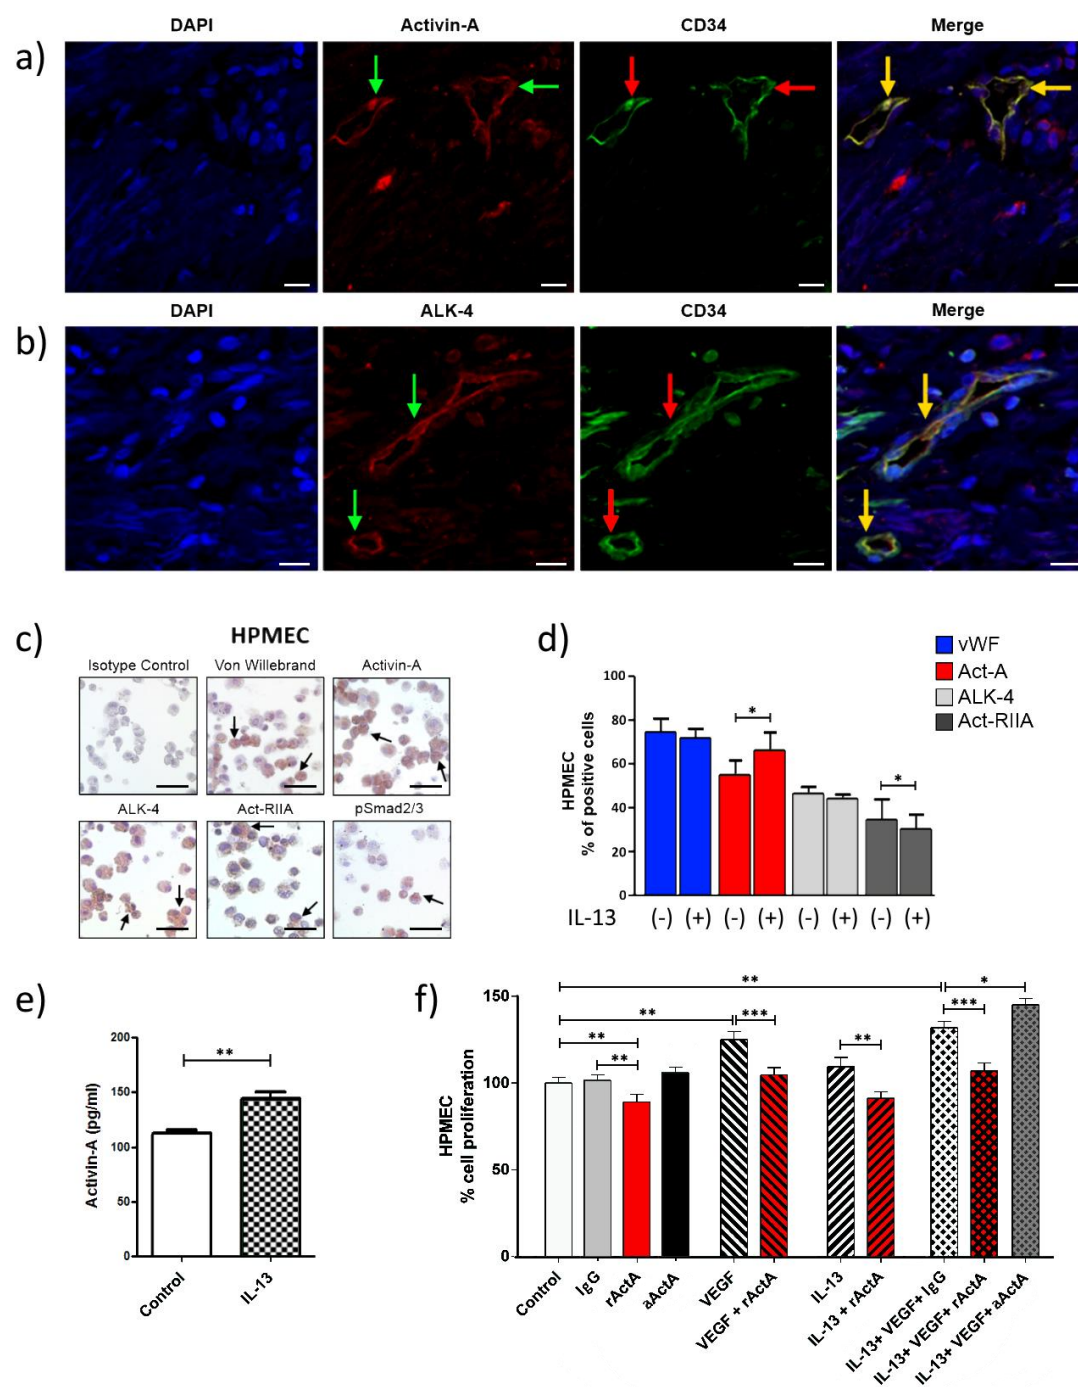 DAPI Activin-A CD34 Merge
a)
DAPI ALK-4 CD34 Merge
b)
c)
HPMEC
Isotype Control Von Willebrand Activin-A
ALK-4 Act-RIIA pSmad2/3
d)
vWF
Act-A
ALK-4
Act-RIIA
HPMEC
% of positive cells
100
80
60
40
20
0
* *
IL-13 (-) (+) (-) (+) (-) (+) (-) (+)
e)
Activin-A (pg/ml)
200
150
100
50
0
**
Control
IL-13
f)
HPMEC
% cell proliferation
150
100
50
0
** *
** *** ***
** **
**
Control
IgG
rActA
aActA
VEGF
VEGF + rActA
IL-13
IL-13 + rActA
IL-13+ VEGF+ IgG
IL-13+ VEGF+ rActA
IL-13+ VEGF+ aActA